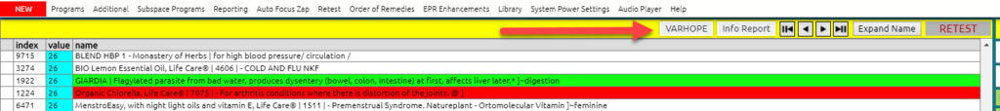 NEW Programs Additional Subspace Programs Reporting Auto Focus Zap Retest Order of Remedies EPR Enhancements Library System Power Settings Audio Player Help
VARHOPE Info Report Expand Name RETEST
index value name
9715 26 BLEND HBP 1 - Monastery of Herbs | for high blood pressure/ circulation /
3274 26 BIO Lemon Essential Oil, Life Care® | 4606 | - COLD AND FLU NKF
1922 26 GIARDIA | Flagylated parasite from bad water, produces dysentery (bowel, colon, intestine) at first, affects liver later.* ]~digestion
1224 26 Organic Chlorella, Life Care® | 7075 | - For arthritis conditions where there is distortion of the joints. @ ]
6471 26 MenstroEasy, with night light oils and vitamin E, Life Care® | 1511 | - Premenstrual Syndrome. Natureplant - Ortomolecular Vitamin ]~feminine